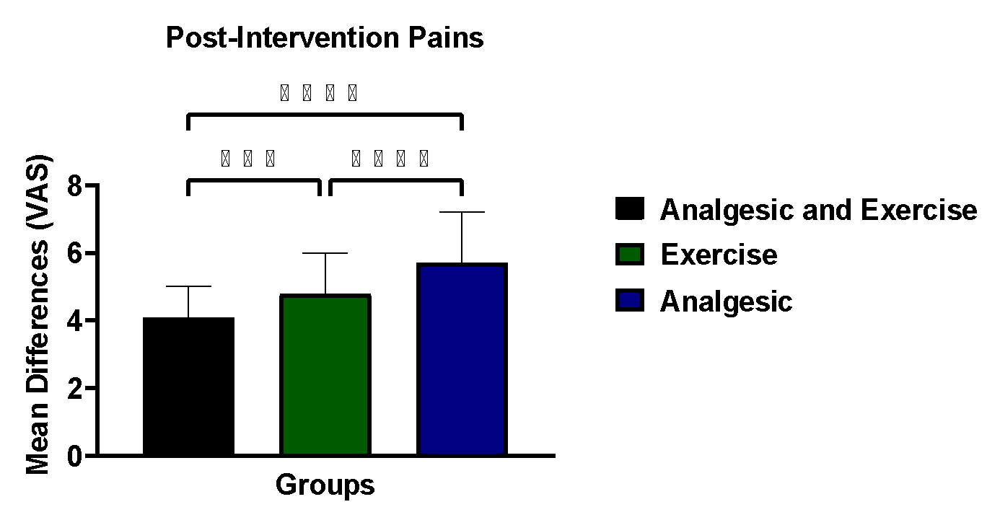 Post-Intervention Pains
Mean Differences (VAS)
8
6
4
2
0
Groups
Analgesic and Exercise
Exercise
Analgesic